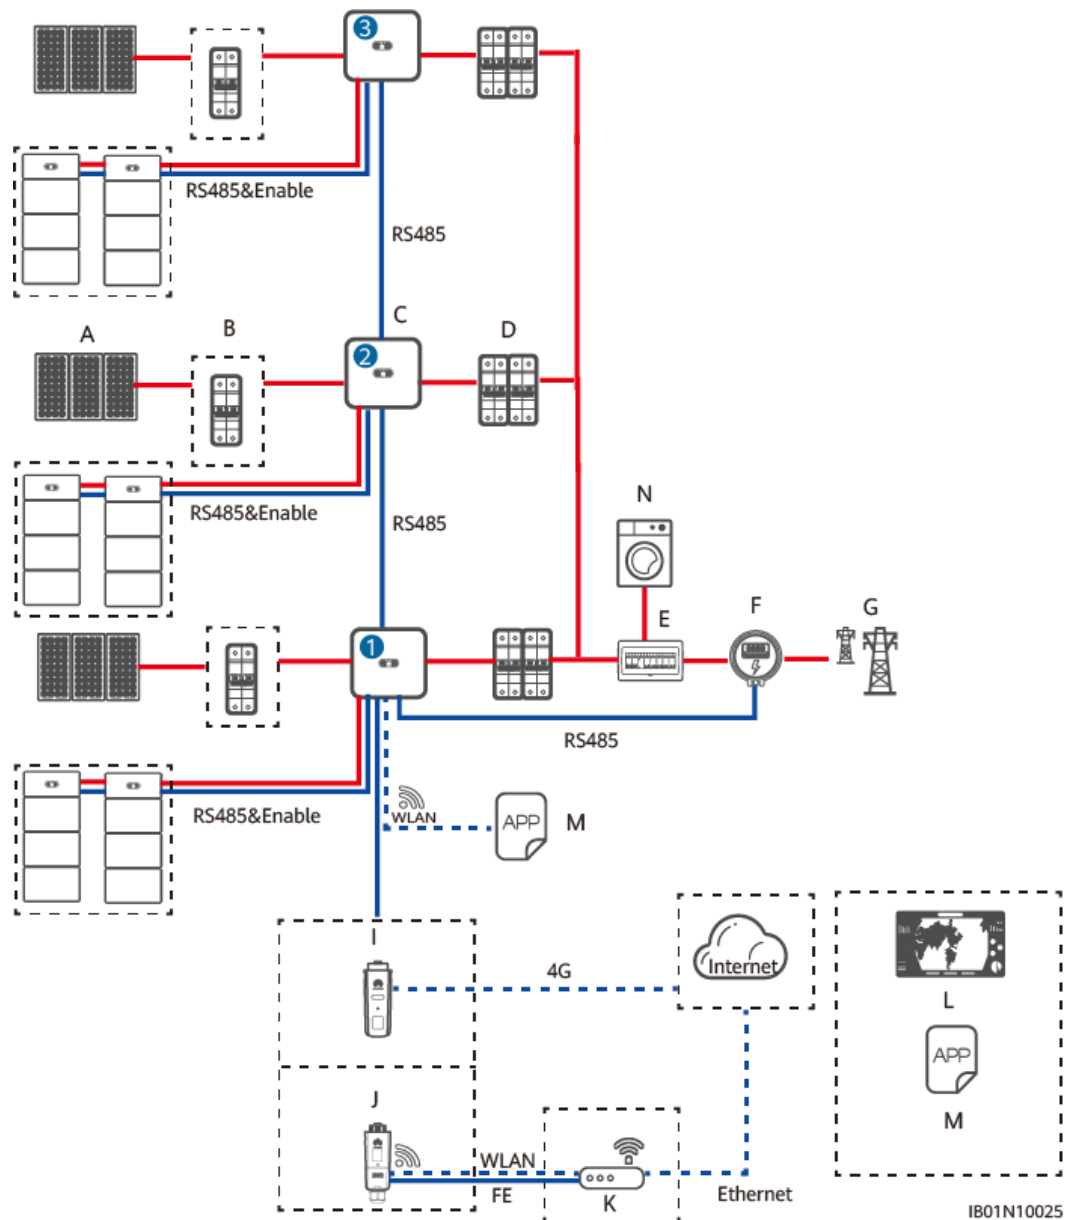 3
RS485&Enable
RS485
A
B
C
D
2
RS485&Enable
RS485
N
E
F
G
1
RS485
RS485&Enable
WLAN
APP
M
I
4G
Internet
L
APP
M
J
WLAN
FE
K
Ethernet
IB01N10025